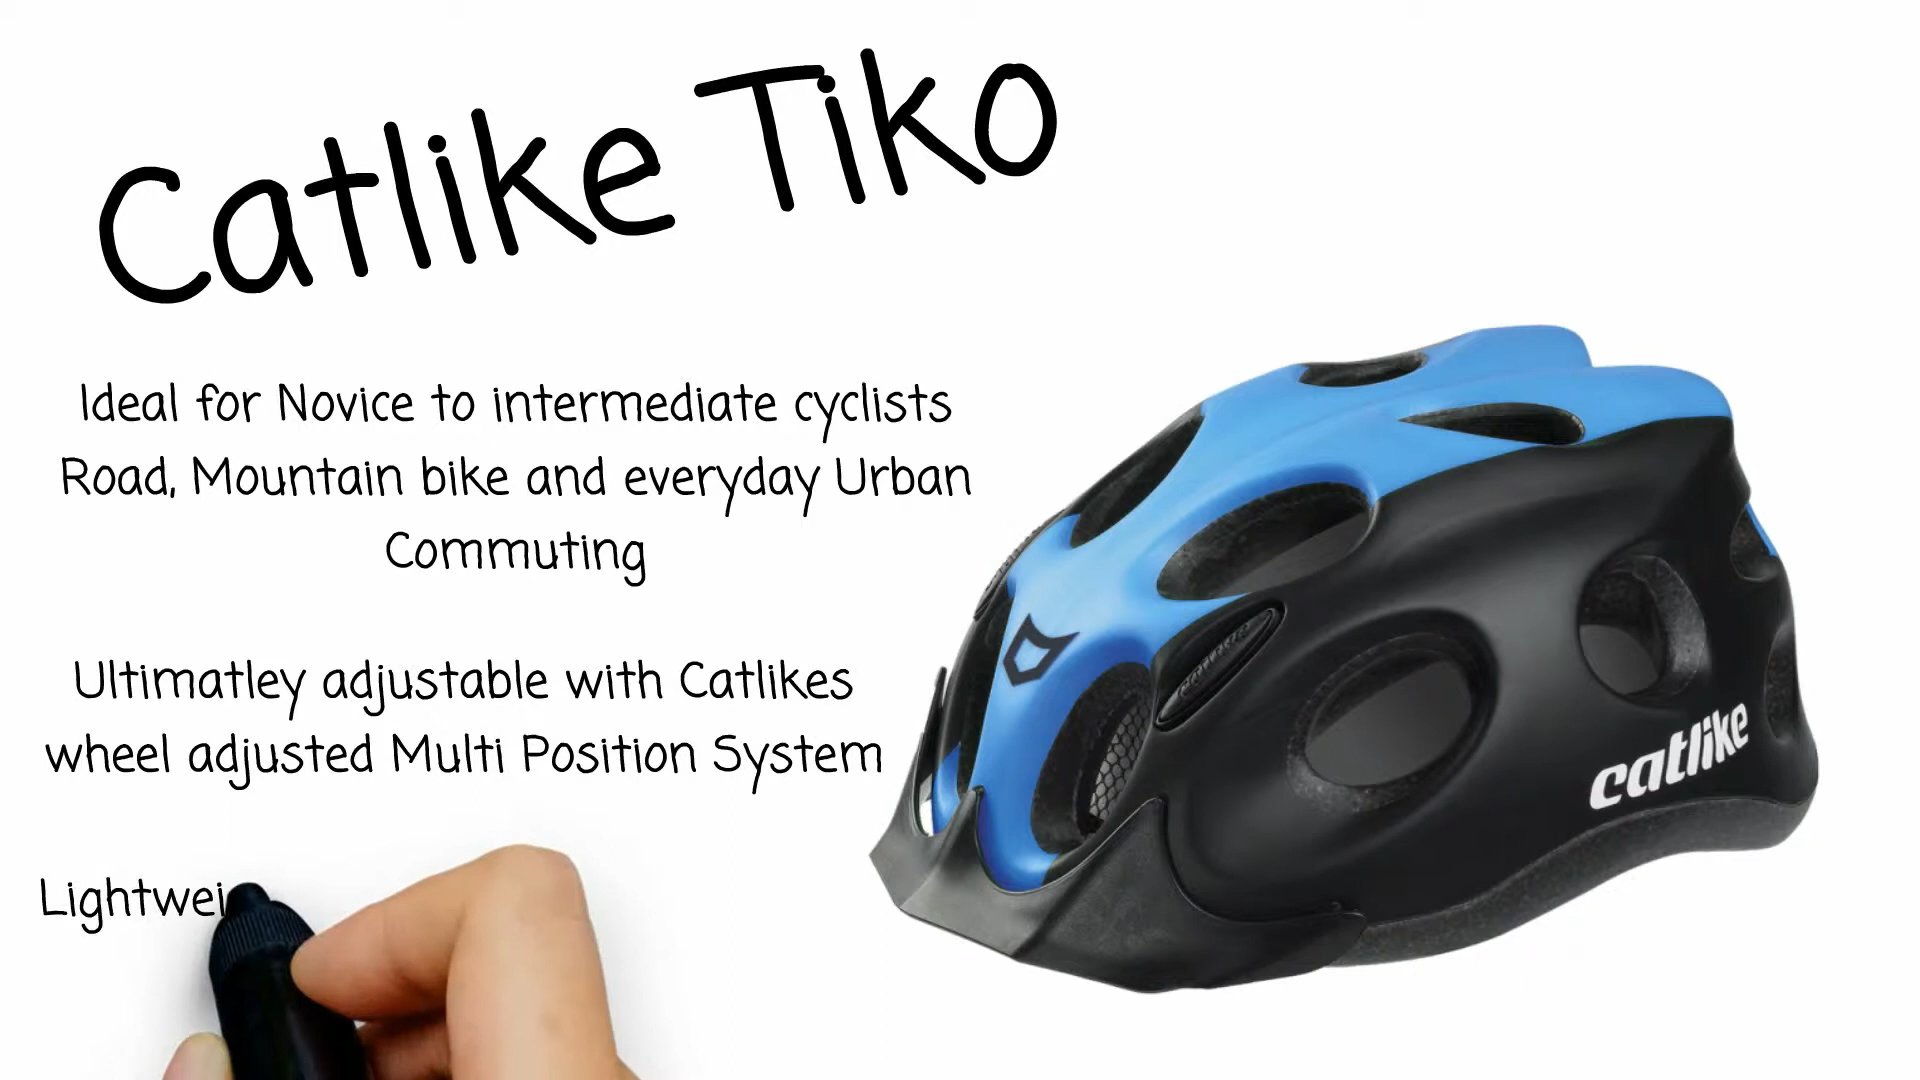 Catlike Tiko
Ideal for Novice to intermediate cyclists
Road, Mountain bike and everyday Urban
Commuting
Ultimatley adjustable with Catlikes
wheel adjusted Multi Position System
Lightwei
catlike